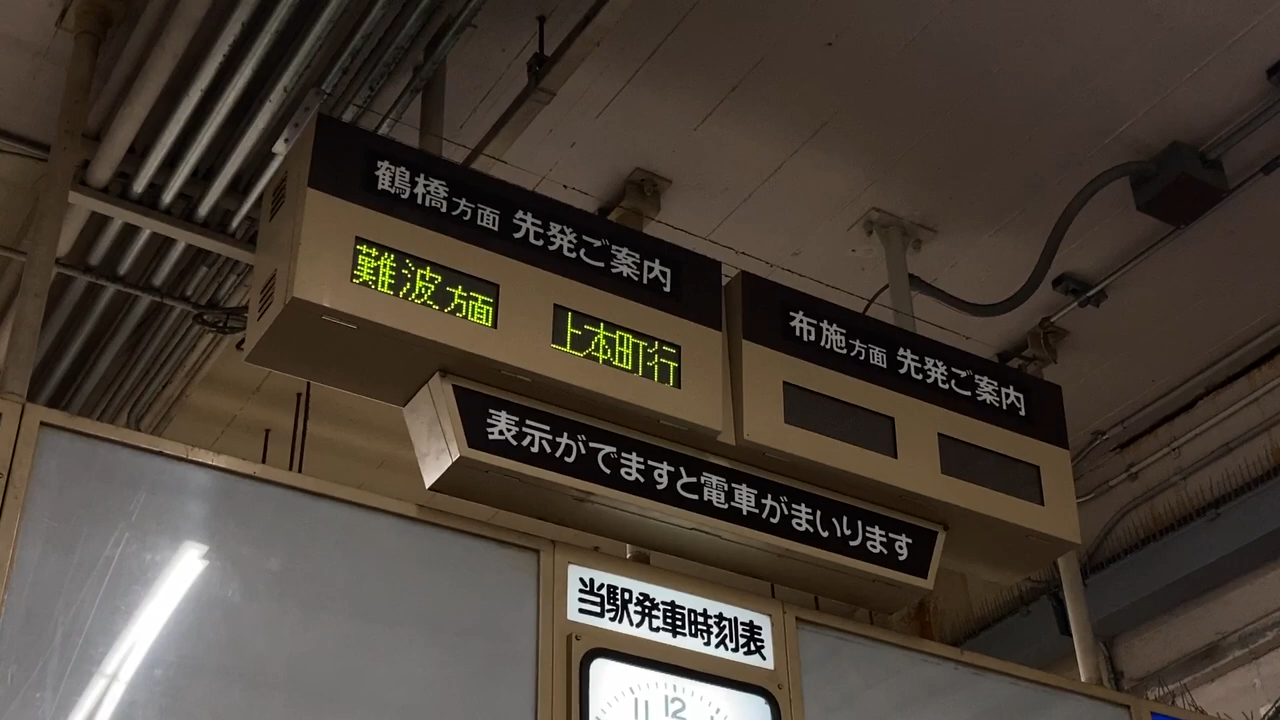 鶴橋方面 先発ご案内
難波方面 上本町行
布施方面 先発ご案内
表示がでますと電車がまいります
当駅発車時刻表
11 12 1